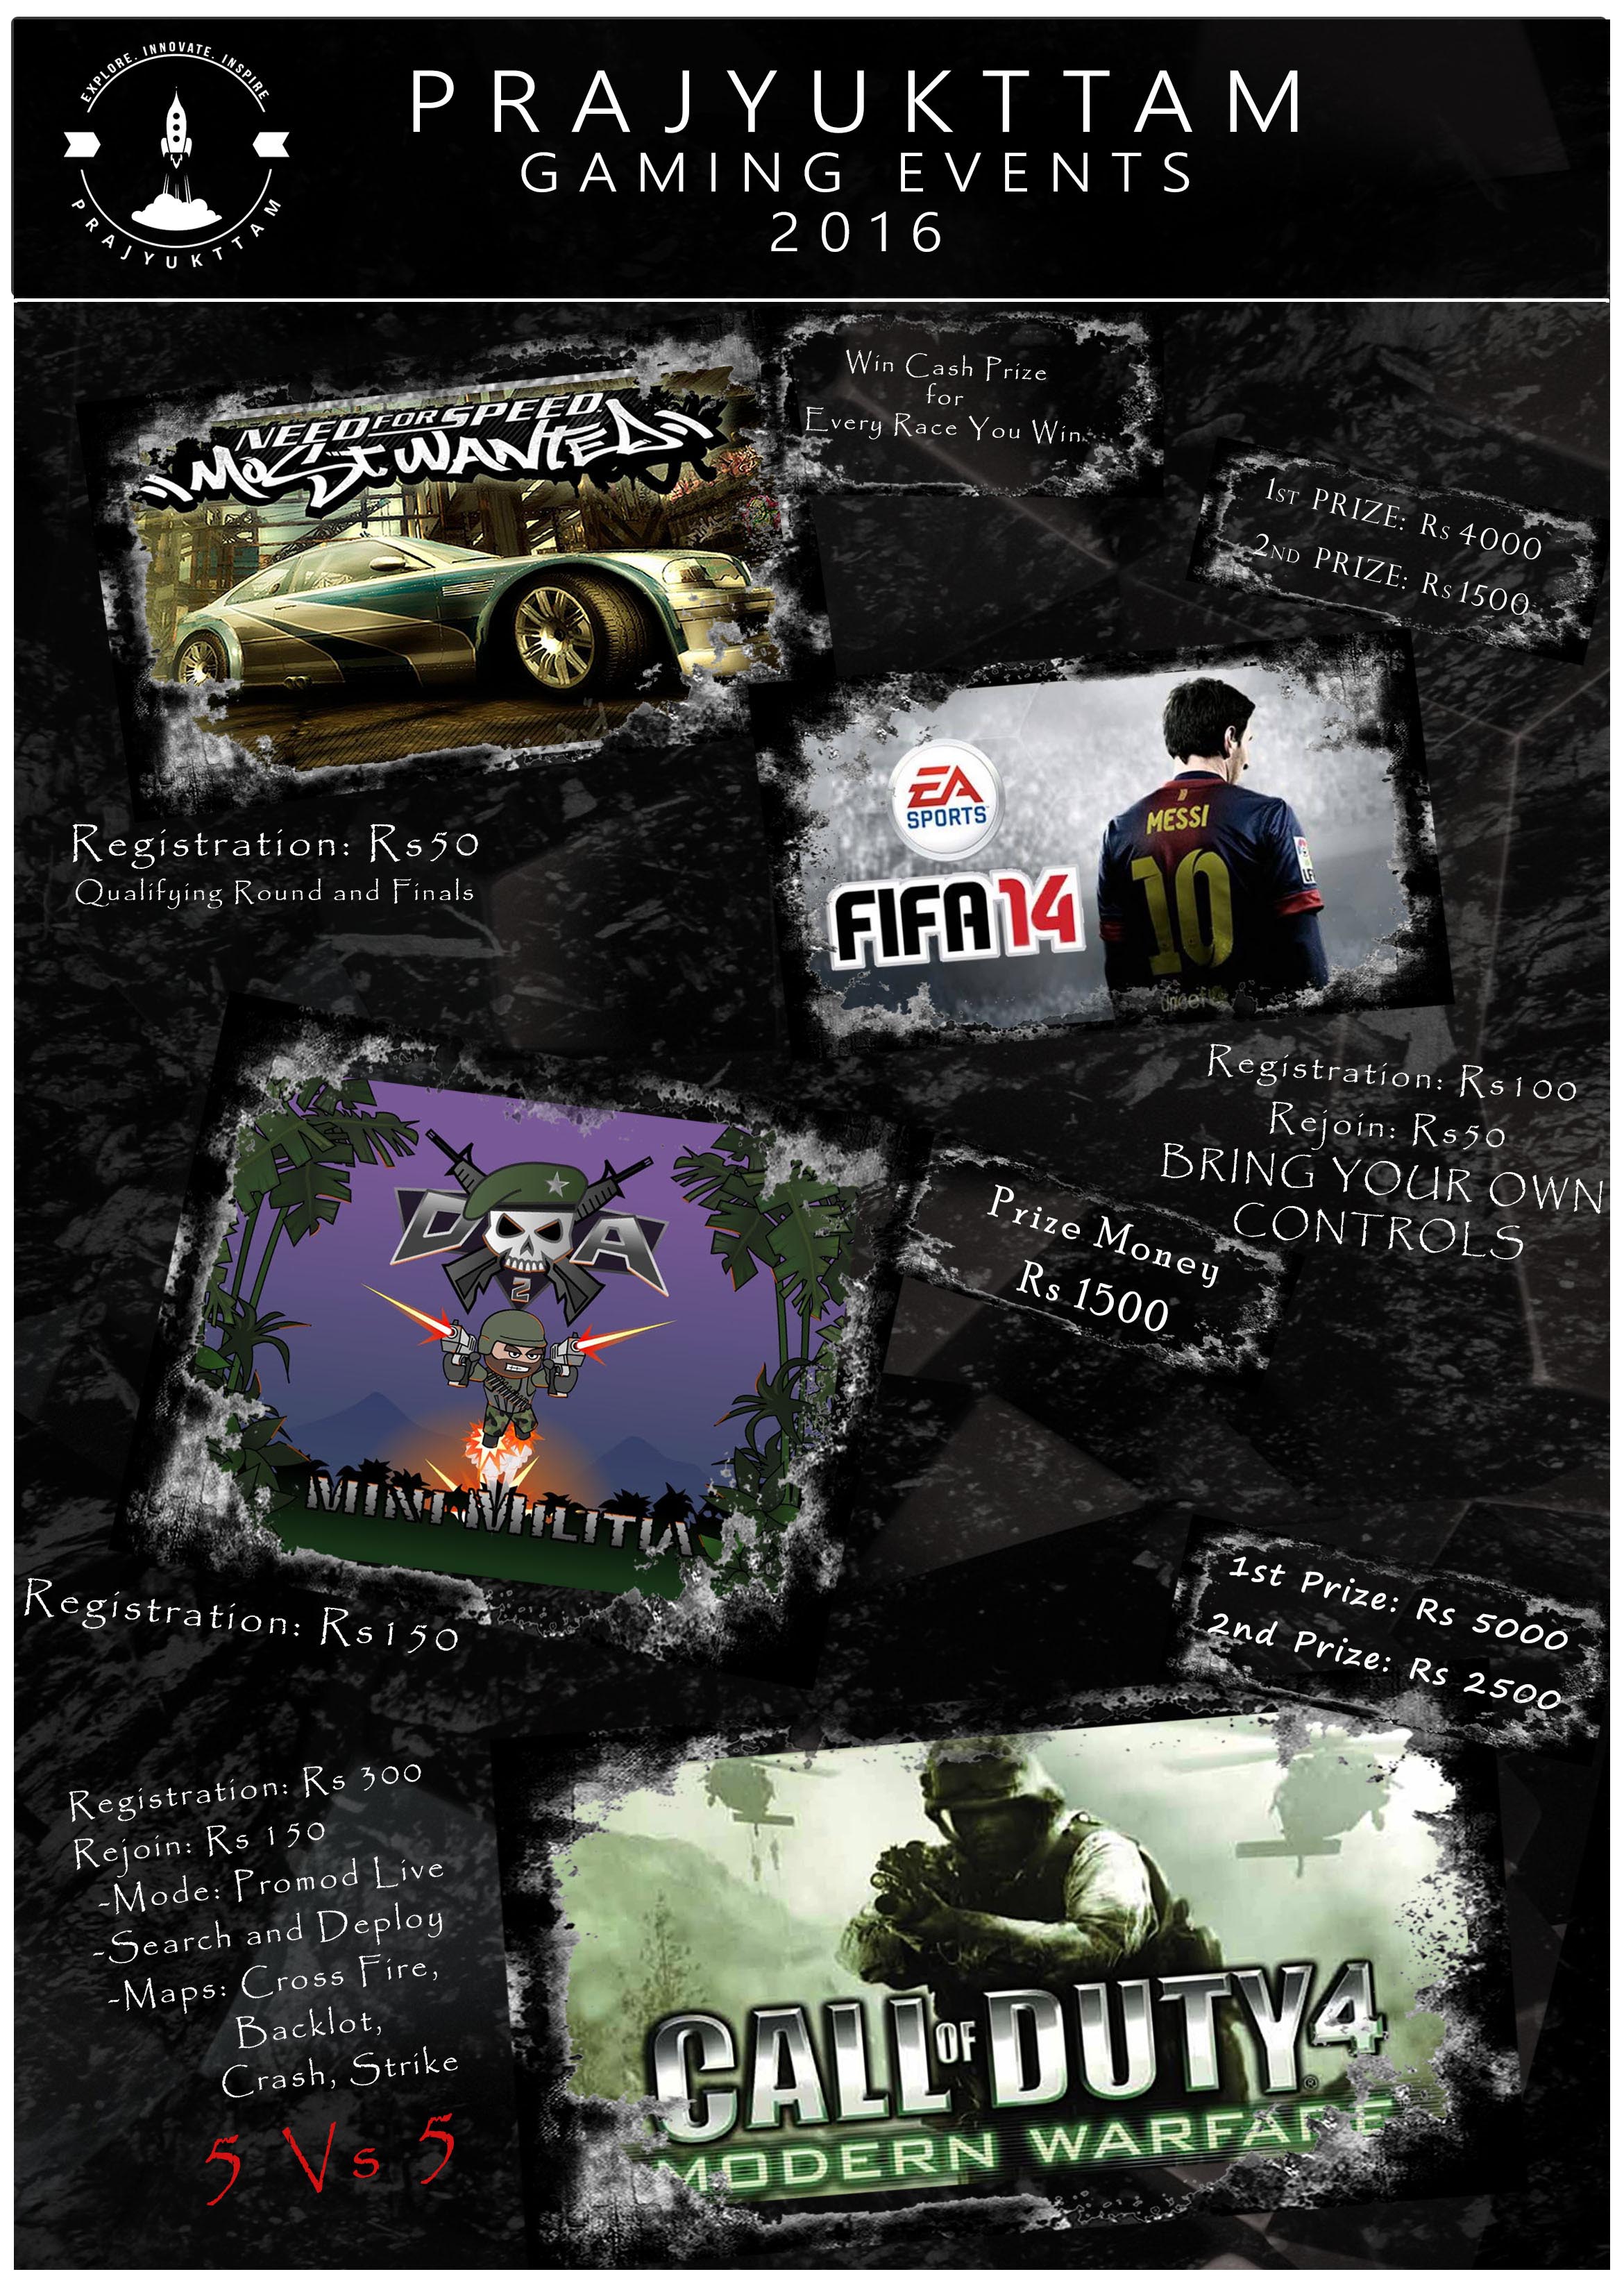 EXPLORE. INNOVATE. INSPIRE
PRAJYUKTTAM
PRAJYUKTTAM
GAMING EVENTS
2016
NEED FOR SPEED
MOST WANTED
Win Cash Prize
for
Every Race You Win
1ST PRIZE: Rs 4000
2ND PRIZE: Rs 1500
Registration: Rs50
Qualifying Round and Finals
EA
SPORTS
FIFA 14
MESSI
10
LF
unicef
Registration: Rs100
Rejoin: Rs50
BRING YOUR OWN
CONTROLS
D A
2
MINI MILITIA
Prize Money
Rs 1500
Registration: Rs150
1st Prize: Rs 5000
2nd Prize: Rs 2500
Registration: Rs 300
Rejoin: Rs 150
-Mode: Promod Live
-Search and Deploy
-Maps: Cross Fire,
Backlot,
Crash, Strike
5 Vs 5
CALL OF DUTY 4
MODERN WARFARE